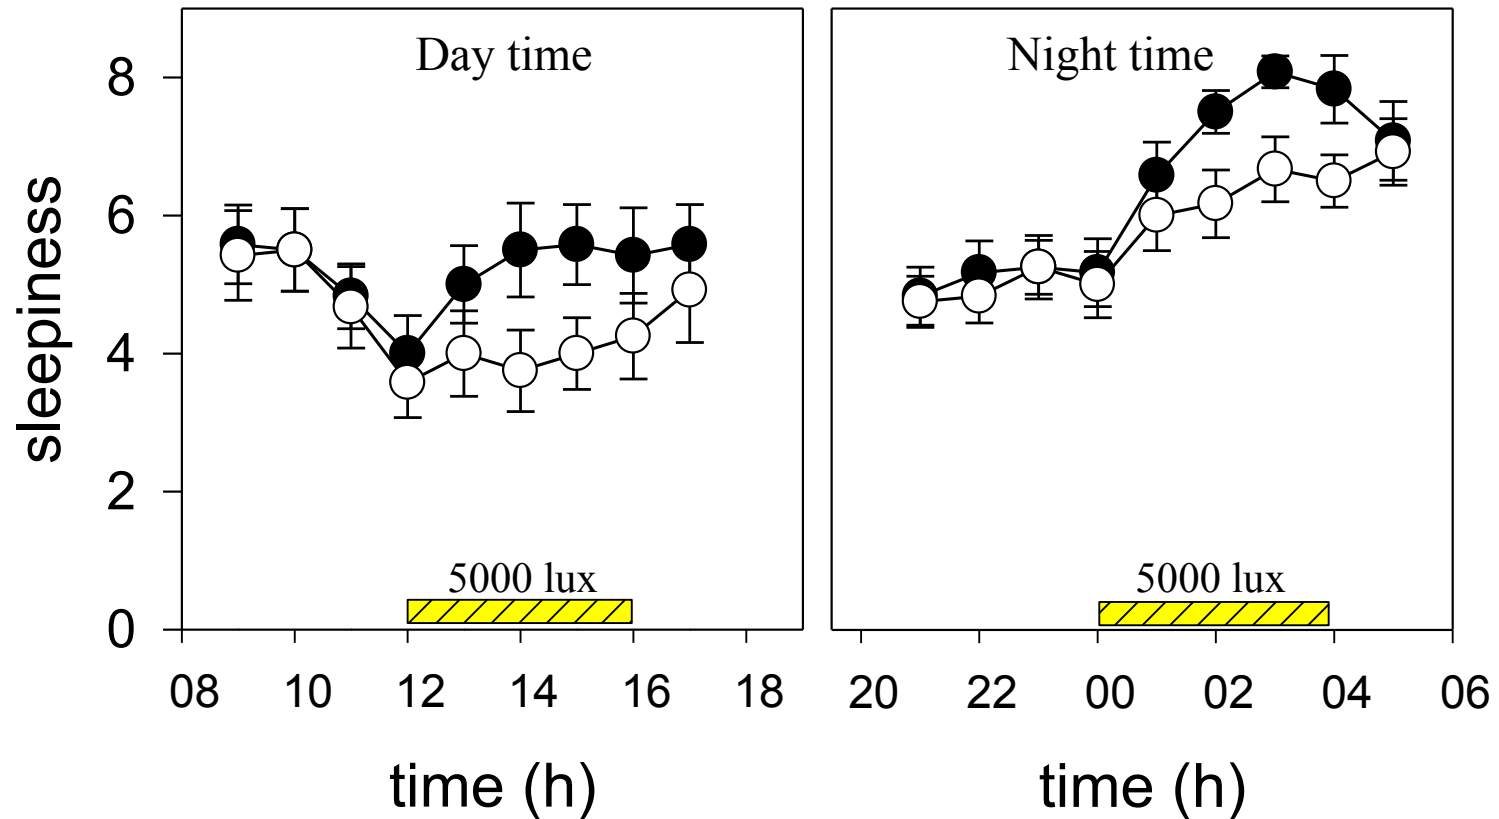 Day time
Night time
sleepiness
8
6
4
2
0
5000 lux
5000 lux
08 10 12 14 16 18
20 22 00 02 04 06
time (h)
time (h)